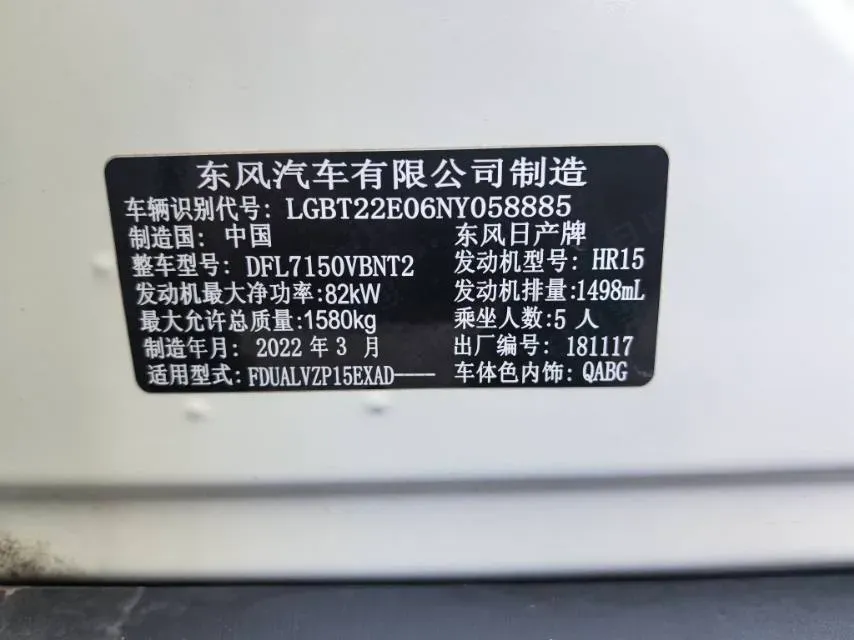 东风汽车有限公司制造
车辆识别代号: LGBT22E06NY058885
制造国: 中国 东风日产牌
整车型号: DFL7150VBNT2 发动机型号: HR15
发动机最大净功率:82kW 发动机排量:1498mL
最大允许总质量:1580kg 乘坐人数:5 人
制造年月: 2022 年 3 月 出厂编号: 181117
适用型式: FDUALVZP15EXAD———— 车体色内饰: QABG